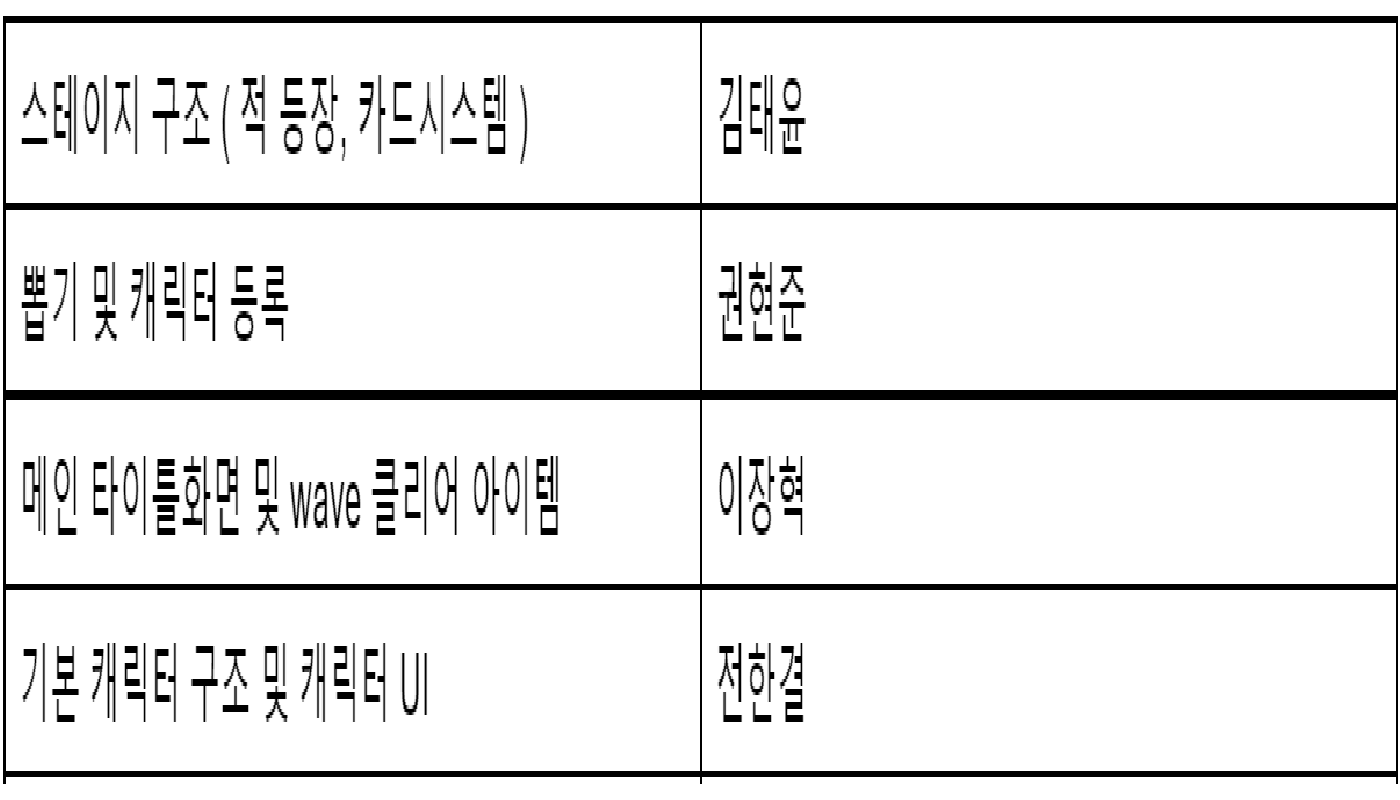 스테이지 구조 ( 적 등장, 카드시스템 )
김태윤
뽑기 및 캐릭터 등록
권현준
메인 타이틀화면 및 wave 클리어 아이템
이장혁
기본 캐릭터 구조 및 캐릭터 UI
전한결